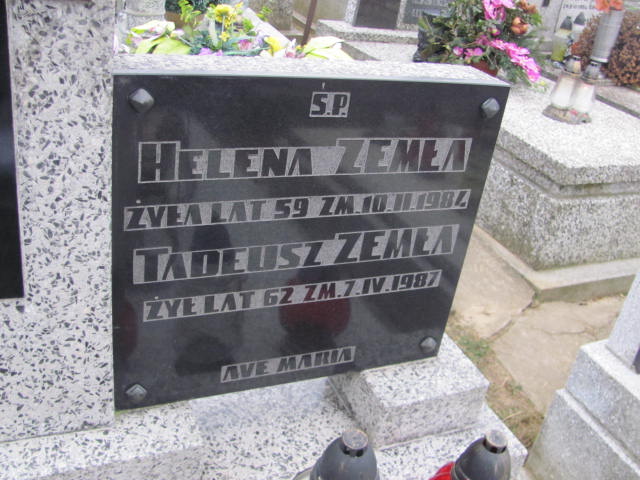 Ś.P.
HELENA ZEMŁA
ŻYŁA LAT 59 ZM. 10.II.1984
TADEUSZ ZEMŁA
ŻYŁ LAT 62 ZM. 7.IV.1987
AVE MARIA